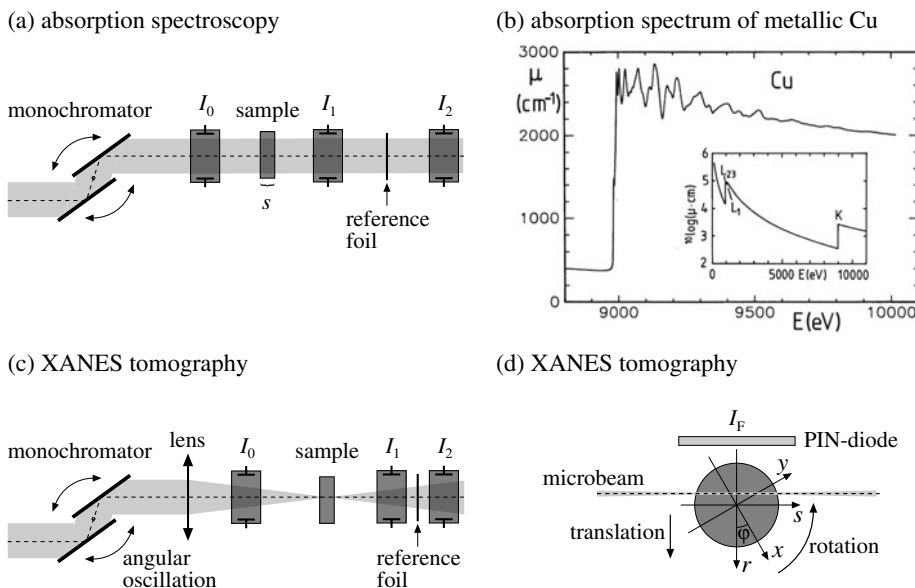 (a) absorption spectroscopy
monochromator
I₀
sample
I₁
I₂
s
reference
foil
(b) absorption spectrum of metallic Cu
3000
μ
(cm⁻¹)
2000
1000
0
Cu
¹⁰log(μ·cm)
6
5
4
3
2
L₂₃
L₁
K
0
5000
10000
E(eV)
9000
9500
10000
E(eV)
(c) XANES tomography
monochromator
lens
I₀
sample
I₁
I₂
angular
oscillation
reference
foil
(d) XANES tomography
I_F
PIN-diode
microbeam
y
s
translation
φ
r
x
rotation